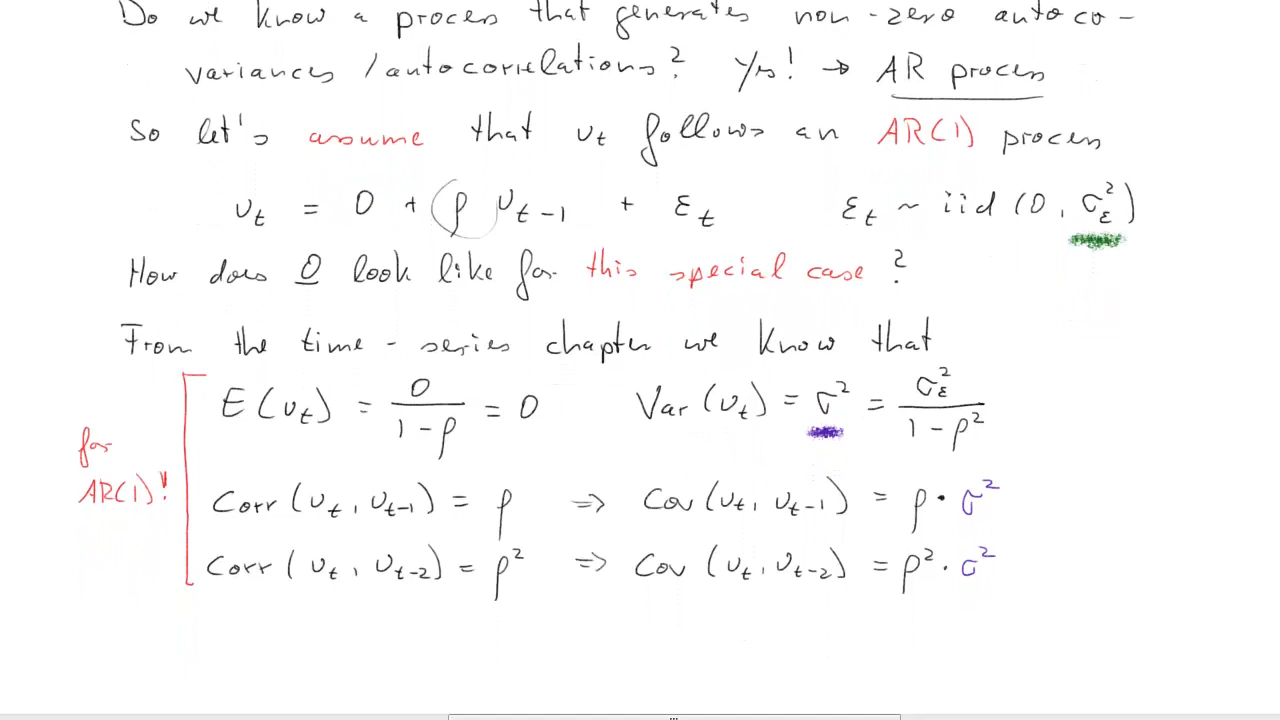 Do we know a process that generates non-zero autoco-
variances / autocorrelations? Yes! → AR process
So let's assume that υₜ follows an AR(1) process
υₜ = 0 + ρ υₜ₋₁ + εₜ εₜ ~ iid (0, σ²_ε)
How does Ω look like for this special case?
From the time-series chapter we know that
E(υₜ) = 0 / (1-ρ) = 0 Var(υₜ) = σ² = σ²_ε / (1-ρ²)
for AR(1)!
Corr(υₜ, υₜ₋₁) = ρ => Cov(υₜ, υₜ₋₁) = ρ · σ²
Corr(υₜ, υₜ₋₂) = ρ² => Cov(υₜ, υₜ₋₂) = ρ² · σ²